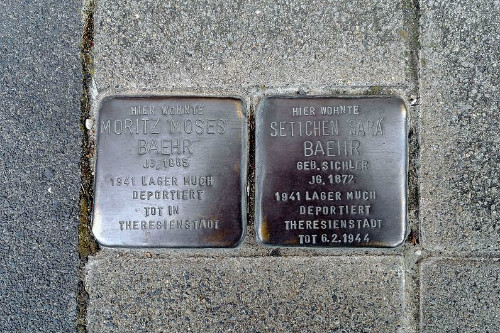 HIER WOHNTE
MORITZ MOSES
BAEHR
JG. 1865
1941 LAGER MUCH
DEPORTIERT
TOT IN
THERESIENSTADT
HIER WOHNTE
SETTCHEN SARA
BAEHR
GEB. SICHLER
JG. 1872
1941 LAGER MUCH
DEPORTIERT
THERESIENSTADT
TOT 6.2.1944